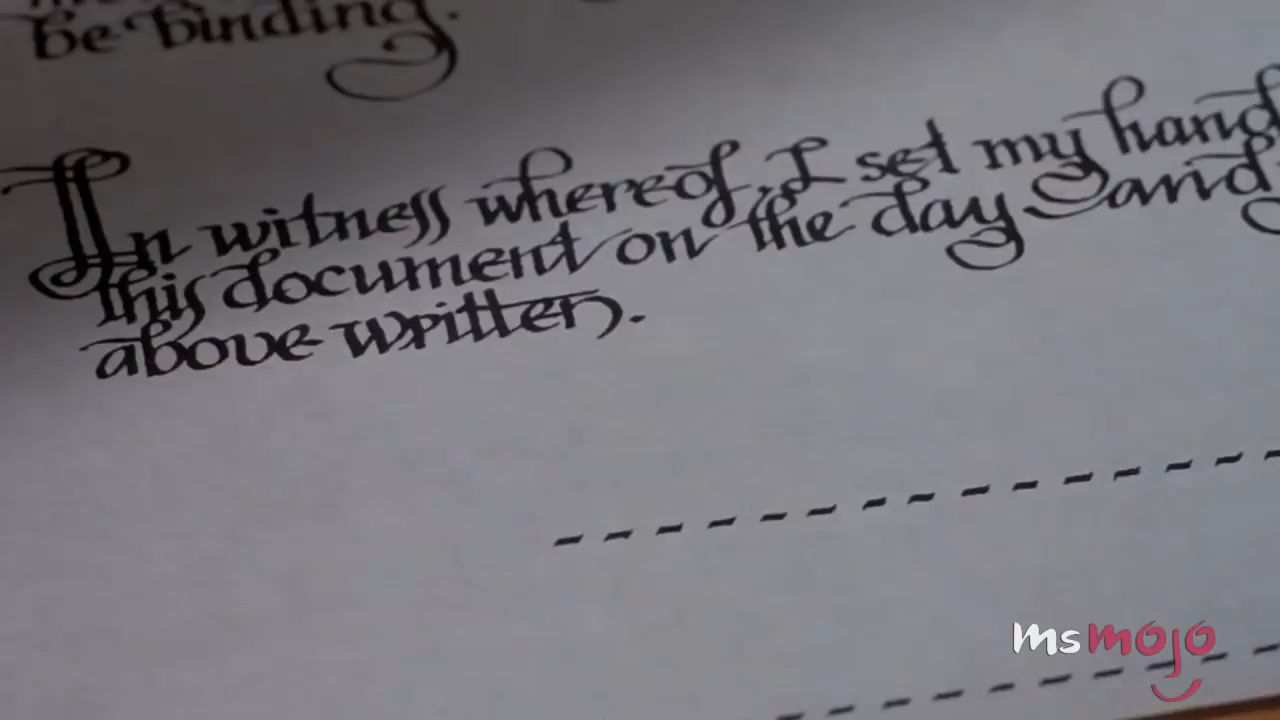 be binding.
In witness whereof, I set my hand
this document on the day and
above written.
msmojo